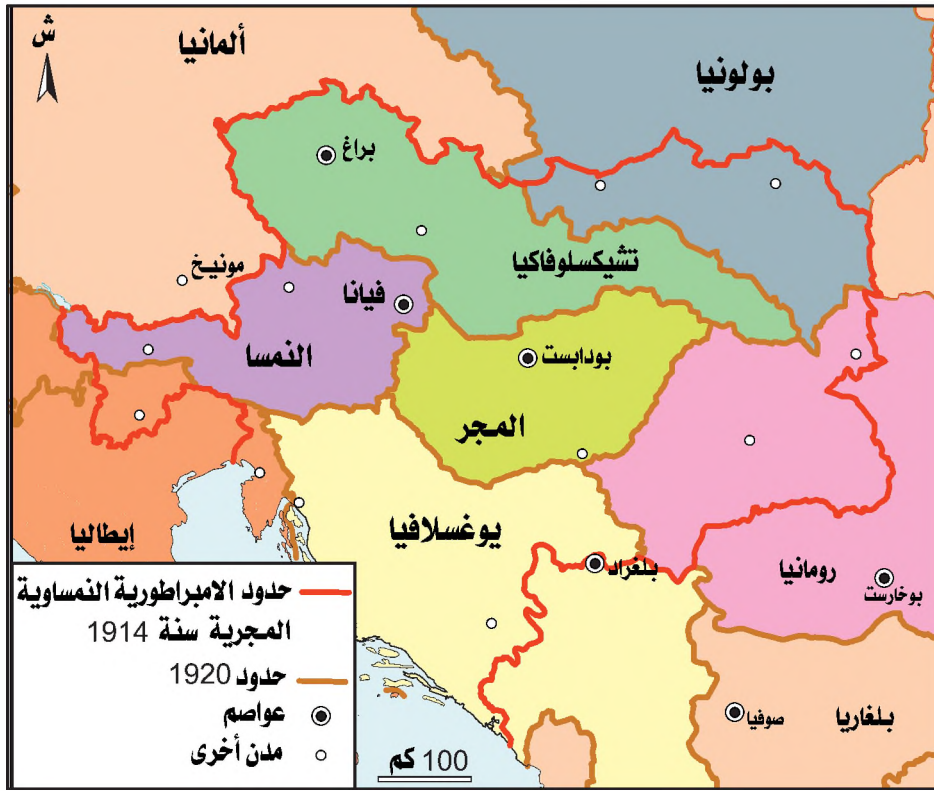 ش
ألمانيا
بولونيا
براغ
تشيكسلوفاكيا
مونيخ
فيانا
النمسا
بودابست
المجر
إيطاليا
يوغسلافيا
بلغراد
رومانيا
بوخارست
صوفيا
بلغاريا
حدود الامبراطورية النمساوية
المجرية سنة 1914
حدود 1920
عواصم
مدن أخرى
100 كم